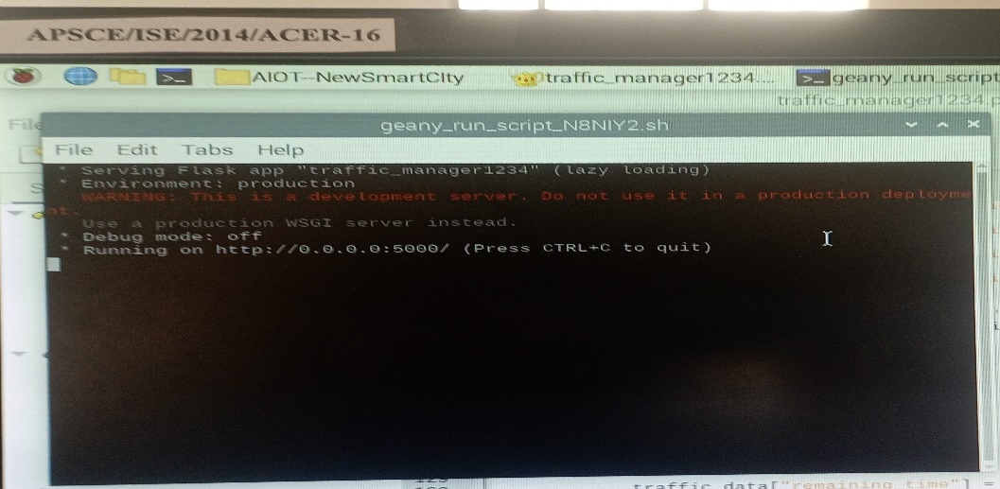 APSCE/ISE/2014/ACER-16
AIOT--NewSmartCIty traffic_manager1234.... geany_run_script
traffic_manager1234.p
File
geany_run_script_N8NIY2.sh
File Edit Tabs Help
* Serving Flask app "traffic_manager1234" (lazy loading)
* Environment: production
WARNING: This is a development server. Do not use it in a production deployme
nt.
Use a production WSGI server instead.
* Debug mode: off
* Running on http://0.0.0.0:5000/ (Press CTRL+C to quit)
traffic_data["remaining_time"] =